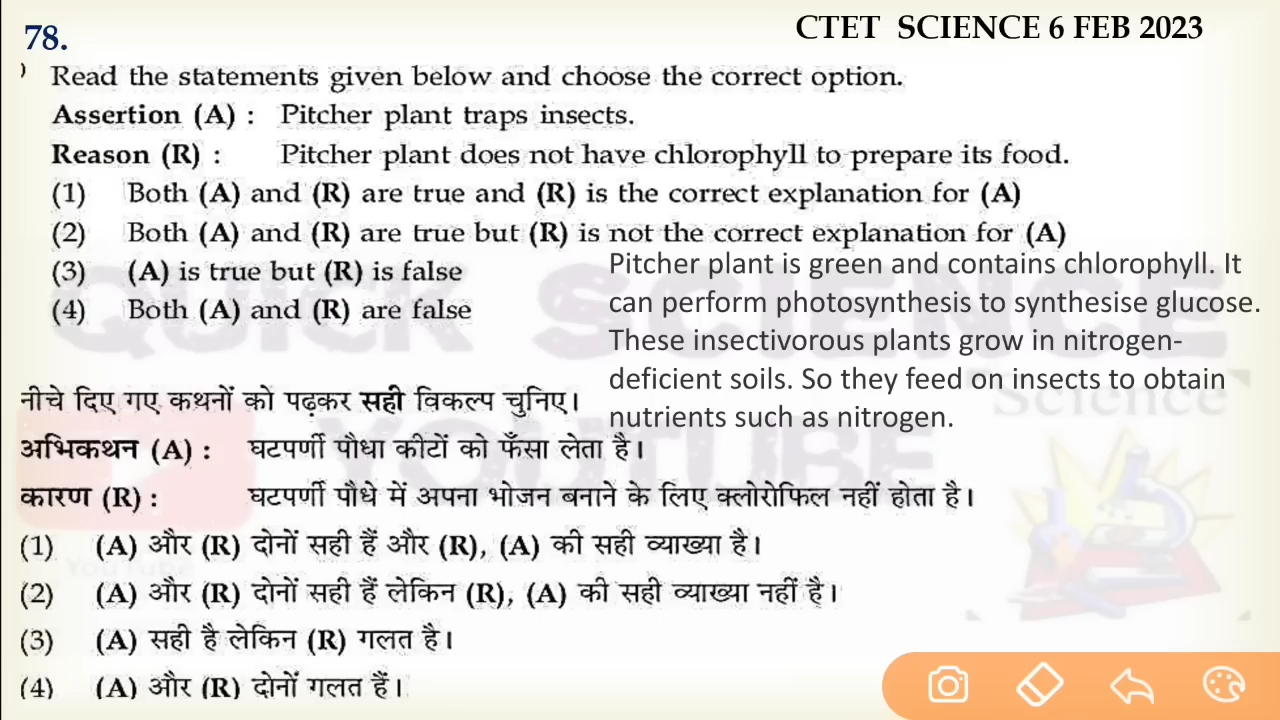 CTET SCIENCE 6 FEB 2023
78.
Read the statements given below and choose the correct option.
Assertion (A) : Pitcher plant traps insects.
Reason (R) : Pitcher plant does not have chlorophyll to prepare its food.
(1) Both (A) and (R) are true and (R) is the correct explanation for (A)
(2) Both (A) and (R) are true but (R) is not the correct explanation for (A)
(3) (A) is true but (R) is false
(4) Both (A) and (R) are false
Pitcher plant is green and contains chlorophyll. It
can perform photosynthesis to synthesise glucose.
These insectivorous plants grow in nitrogen-
deficient soils. So they feed on insects to obtain
nutrients such as nitrogen.
QUICK SCIENCE
YOUTUBE
Science
YouTube
नीचे दिए गए कथनों को पढ़कर सही विकल्प चुनिए।
अभिकथन (A) : घटपर्णी पौधा कीटों को फँसा लेता है।
कारण (R) : घटपर्णी पौधे में अपना भोजन बनाने के लिए क्लोरोफिल नहीं होता है।
(1) (A) और (R) दोनों सही हैं और (R), (A) की सही व्याख्या है।
(2) (A) और (R) दोनों सही हैं लेकिन (R), (A) की सही व्याख्या नहीं है।
(3) (A) सही है लेकिन (R) गलत है।
(4) (A) और (R) दोनों गलत हैं।